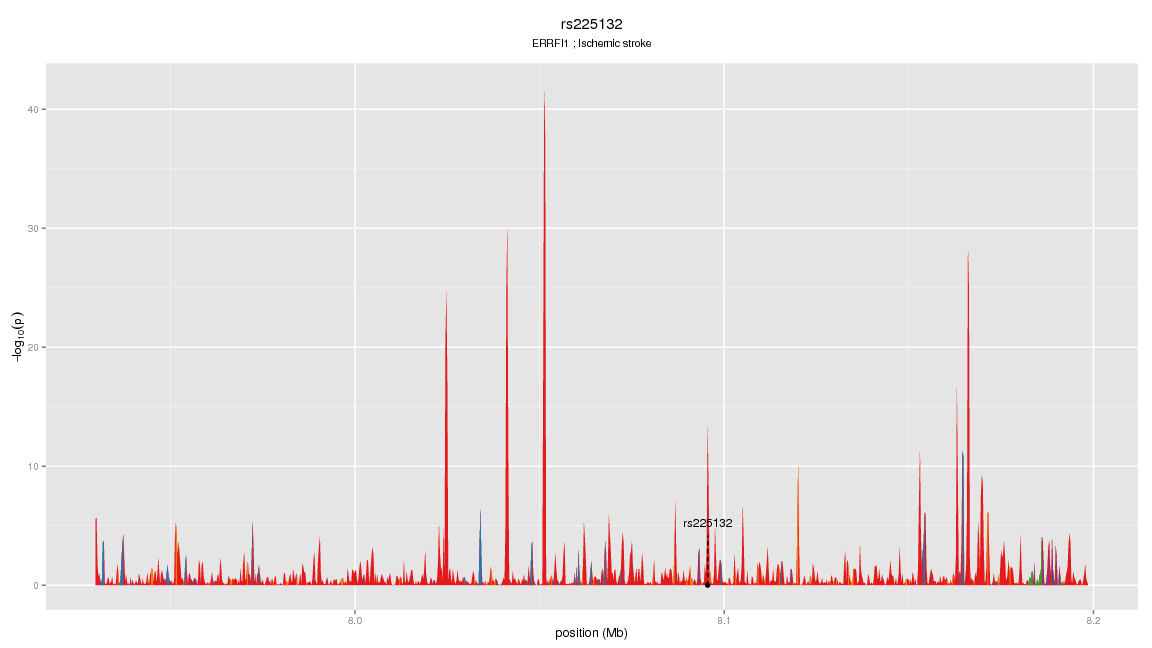 rs225132
ERRFI1 ; Ischemic stroke
40
30
20
10
0
−log10(p)
rs225132
8.0
8.1
8.2
position (Mb)